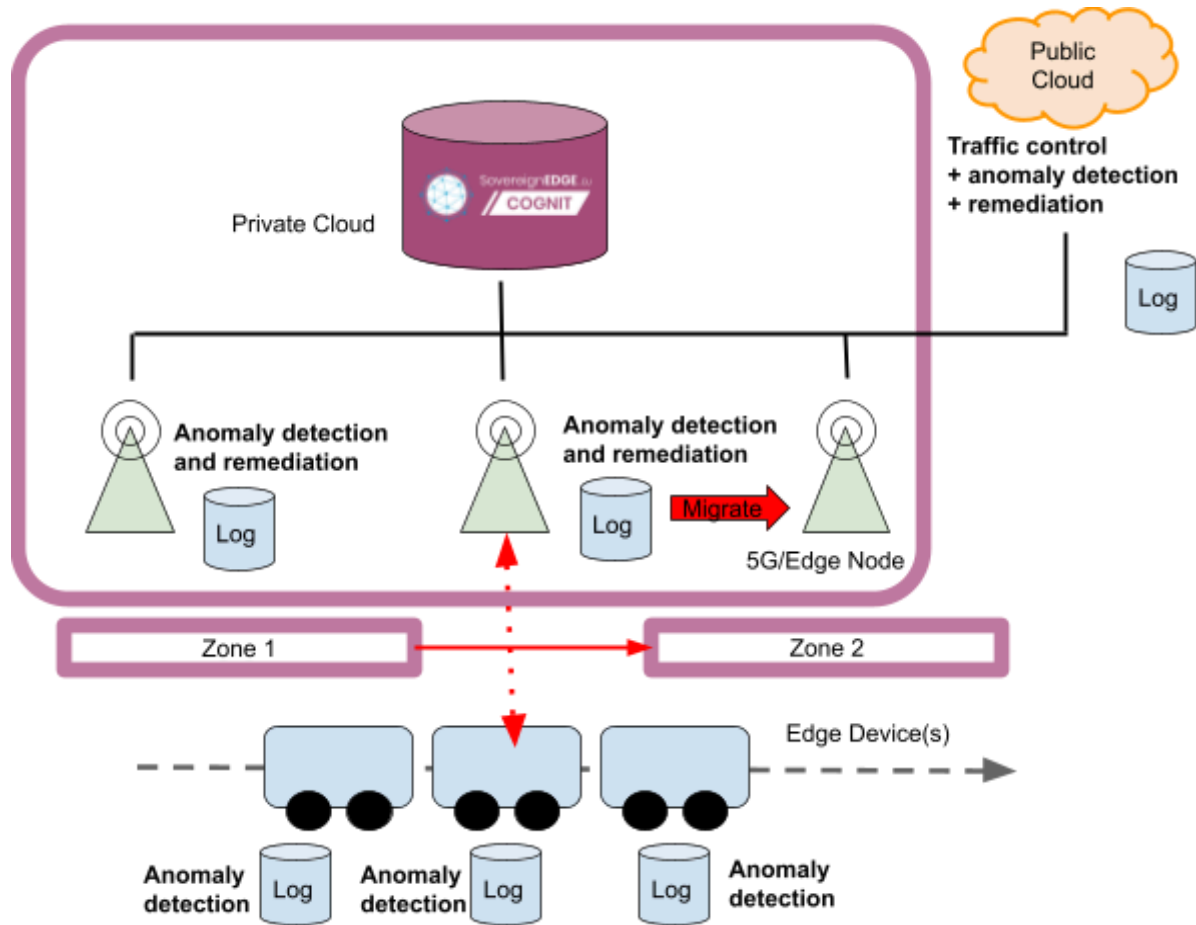 Public
Cloud
Traffic control
+ anomaly detection
+ remediation
SovereignEDGE.eu
COGNIT
Private Cloud
Log
Anomaly detection
and remediation
Log
Anomaly detection
and remediation
Log
Migrate
5G/Edge Node
Zone 1
Zone 2
Edge Device(s)
Anomaly
detection
Log
Anomaly
detection
Log
Log
Anomaly
detection